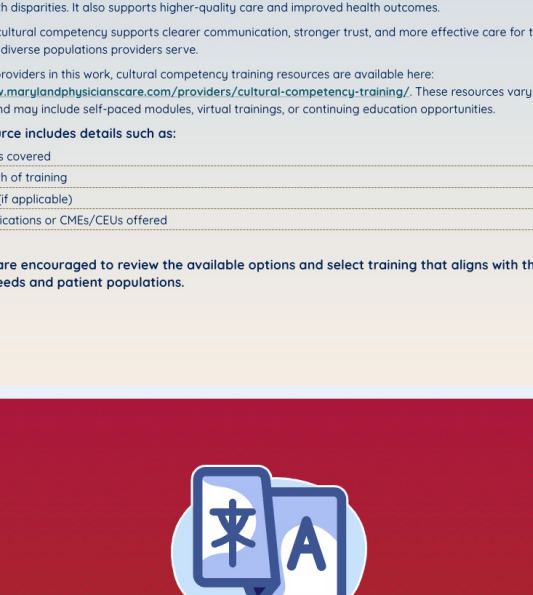 h disparities. It also supports higher-quality care and improved health outcomes.
ultural competency supports clearer communication, stronger trust, and more effective care for t
diverse populations providers serve.
roviders in this work, cultural competency training resources are available here:
w.marylandphysicianscare.com/providers/cultural-competency-training/. These resources vary
nd may include self-paced modules, virtual trainings, or continuing education opportunities.
rce includes details such as:
s covered
h of training
(if applicable)
ications or CMEs/CEUs offered
are encouraged to review the available options and select training that aligns with th
eeds and patient populations.
文 A